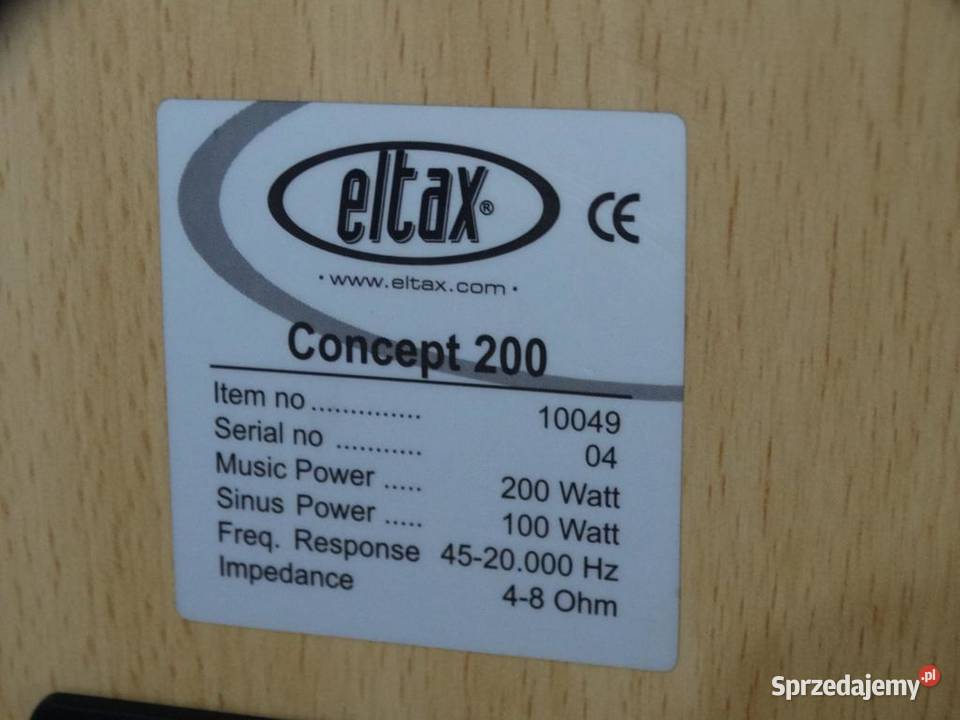 eltax®
CE
• www.eltax.com •
Concept 200
Item no .............. 10049
Serial no ........... 04
Music Power ..... 200 Watt
Sinus Power ..... 100 Watt
Freq. Response 45-20.000 Hz
Impedance 4-8 Ohm
Sprzedajemy.pl